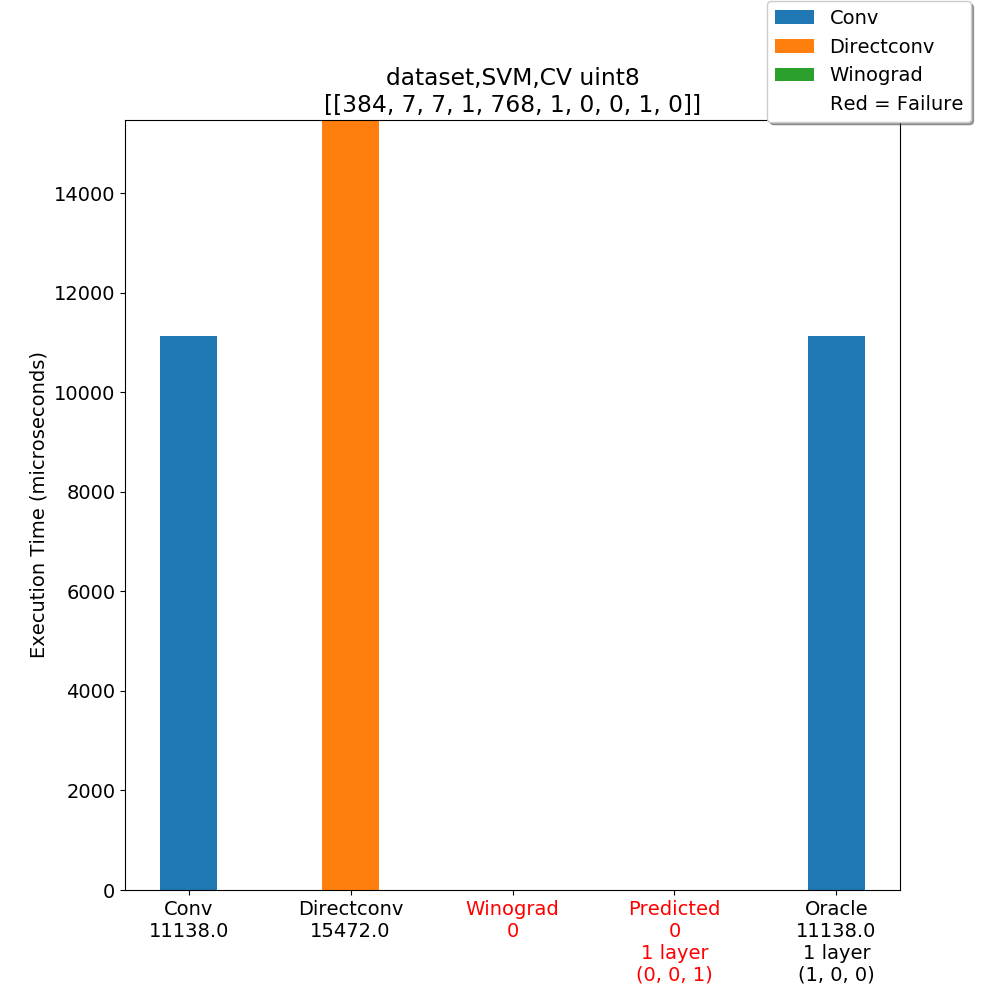 Conv
Directconv
Winograd
Red = Failure
dataset,SVM,CV uint8
[[384, 7, 7, 1, 768, 1, 0, 0, 1, 0]]
Execution Time (microseconds)
14000
12000
10000
8000
6000
4000
2000
0
Conv
11138.0
Directconv
15472.0
Winograd
0
Predicted
0
1 layer
(0, 0, 1)
Oracle
11138.0
1 layer
(1, 0, 0)